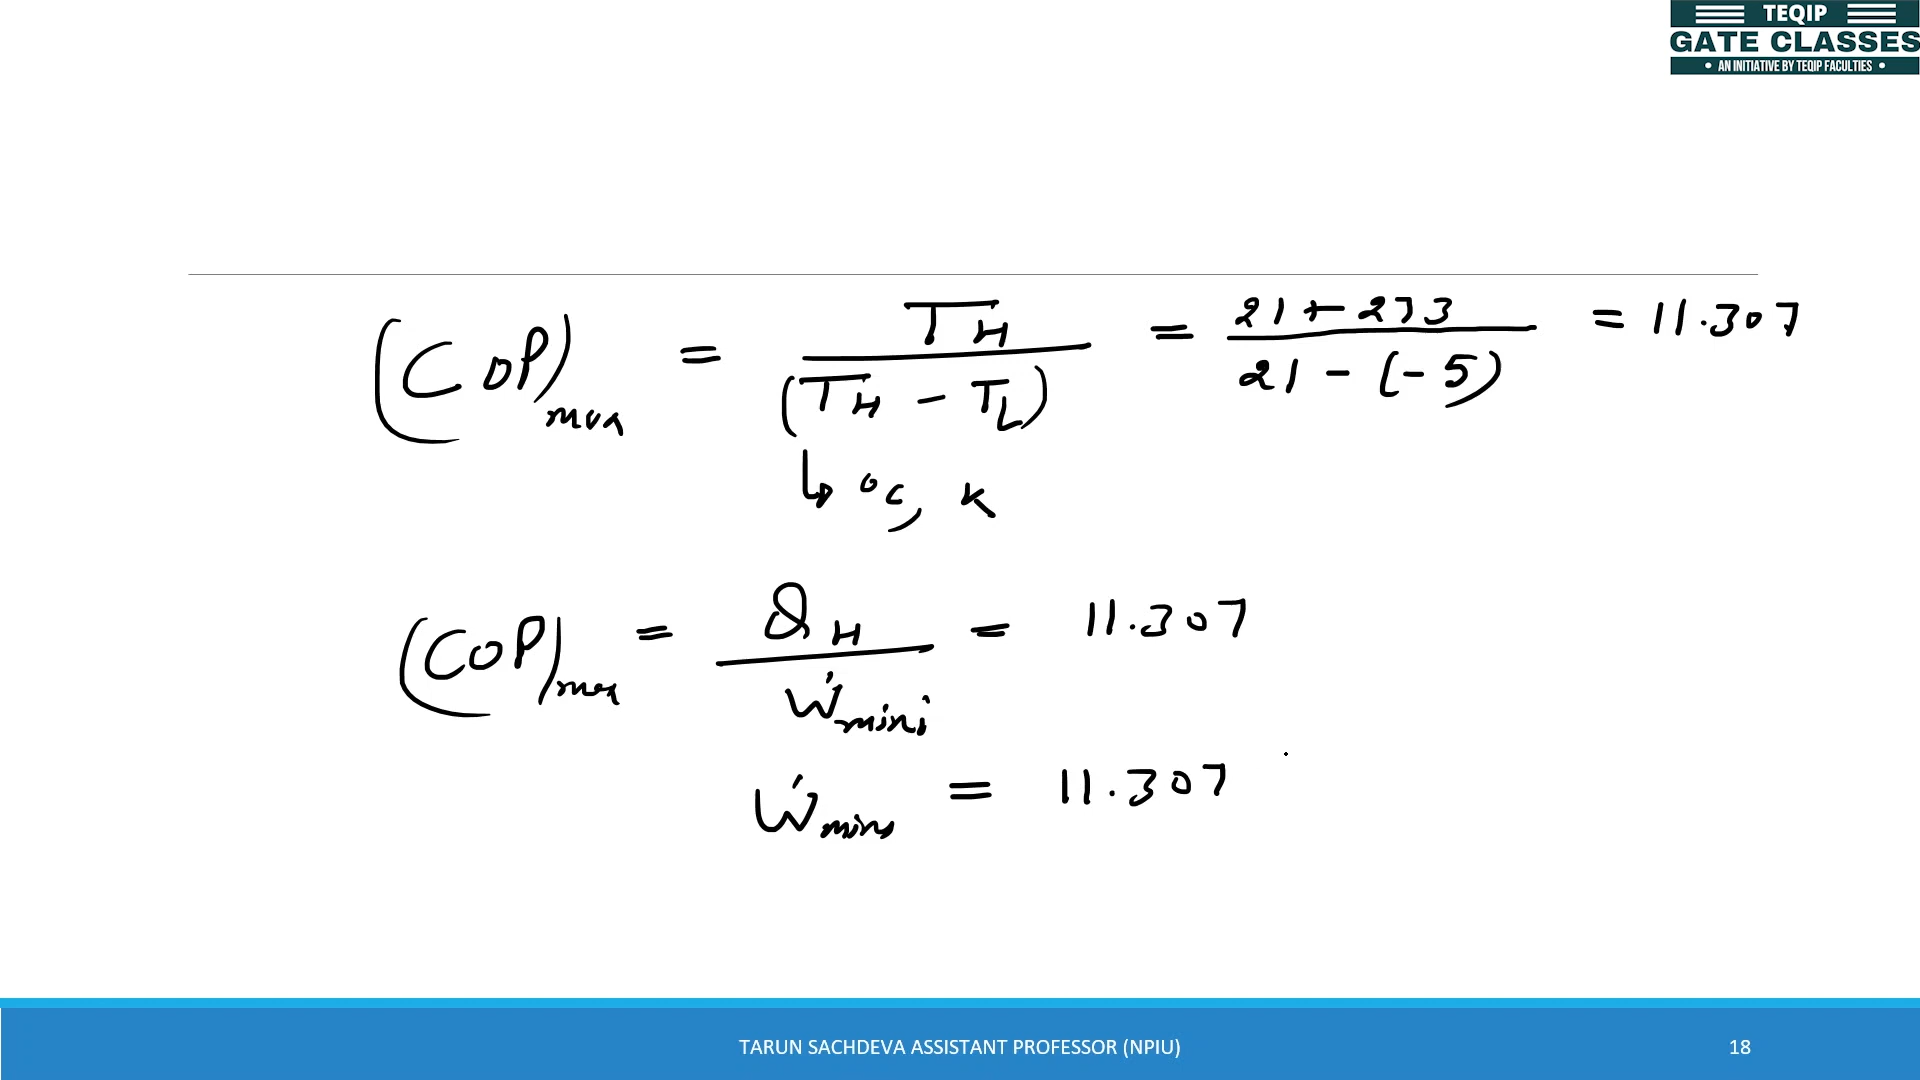 TEQIP
GATE CLASSES
• AN INITIATIVE BY TEQIP FACULTIES •
(COP)max = TH / (TH - TL) = 21 + 273 / 21 - (-5) = 11.307
↳ °C, K
(COP)max = QH / Ẇmini = 11.307
Ẇmini = 11.307
TARUN SACHDEVA ASSISTANT PROFESSOR (NPIU)
18